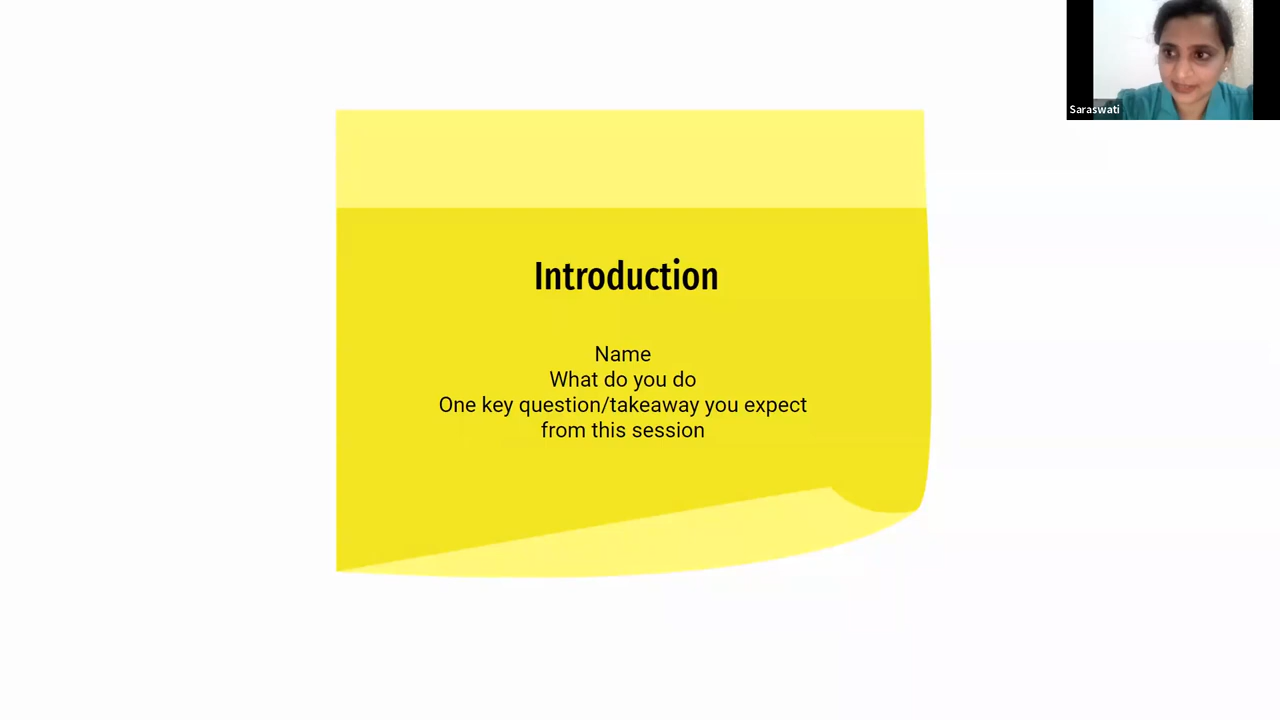 Saraswati
Introduction
Name
What do you do
One key question/takeaway you expect
from this session